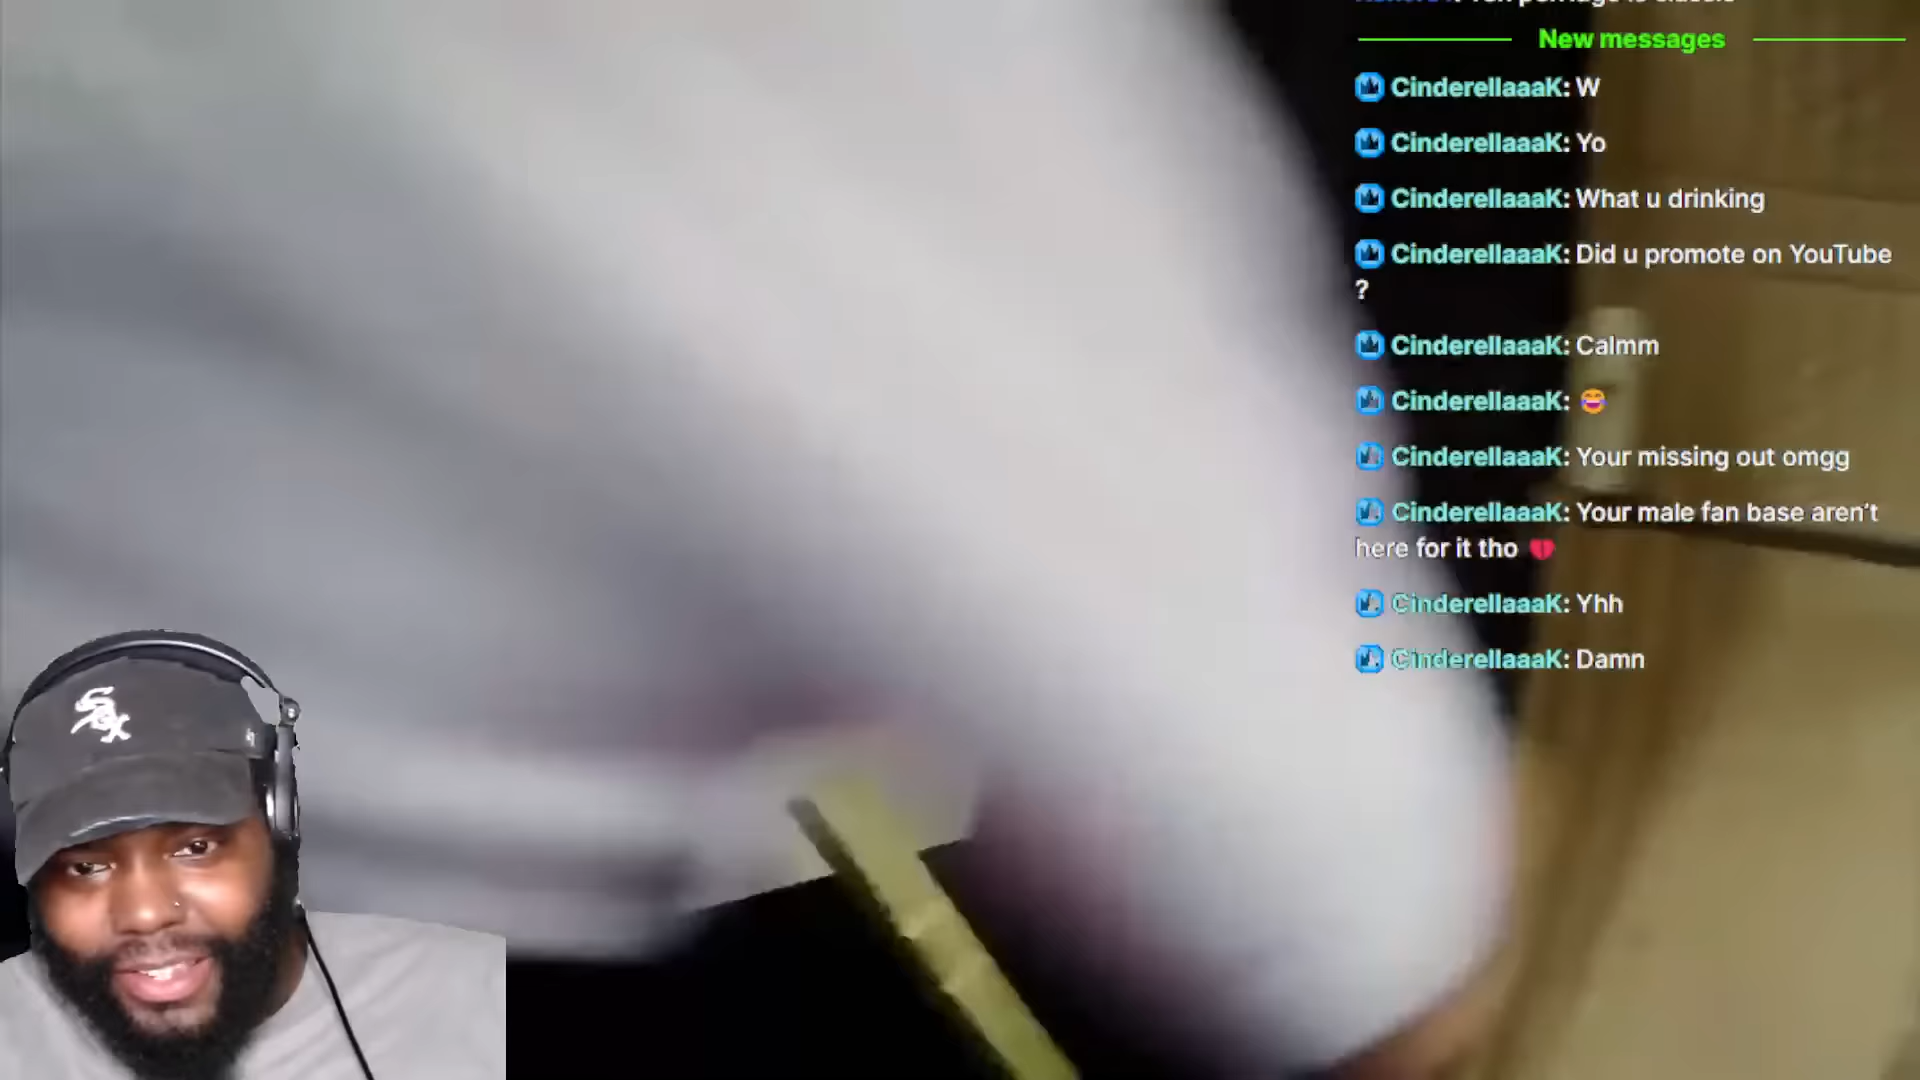 New messages
CinderellaaaK: W
CinderellaaaK: Yo
CinderellaaaK: What u drinking
CinderellaaaK: Did u promote on YouTube
?
CinderellaaaK: Calmm
CinderellaaaK: 😂
CinderellaaaK: Your missing out omgg
CinderellaaaK: Your male fan base aren't
here for it tho 💔
CinderellaaaK: Yhh
CinderellaaaK: Damn
Sox